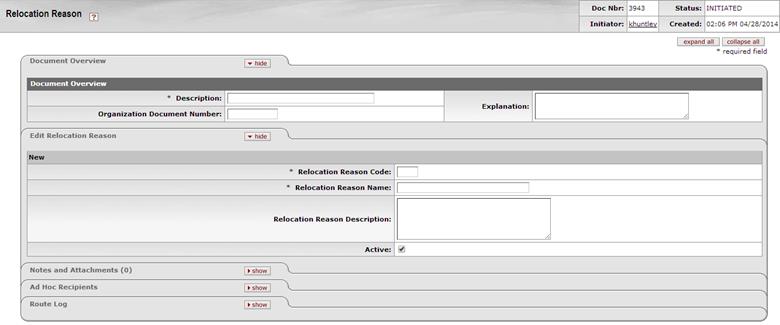 Relocation Reason ?
Doc Nbr: 3943 Status: INITIATED
Initiator: khuntley Created: 02:06 PM 04/28/2014
expand all collapse all
* required field
Document Overview hide
Document Overview
* Description:
Explanation:
Organization Document Number:
Edit Relocation Reason hide
New
* Relocation Reason Code:
* Relocation Reason Name:
Relocation Reason Description:
Active:
Notes and Attachments (0) show
Ad Hoc Recipients show
Route Log show